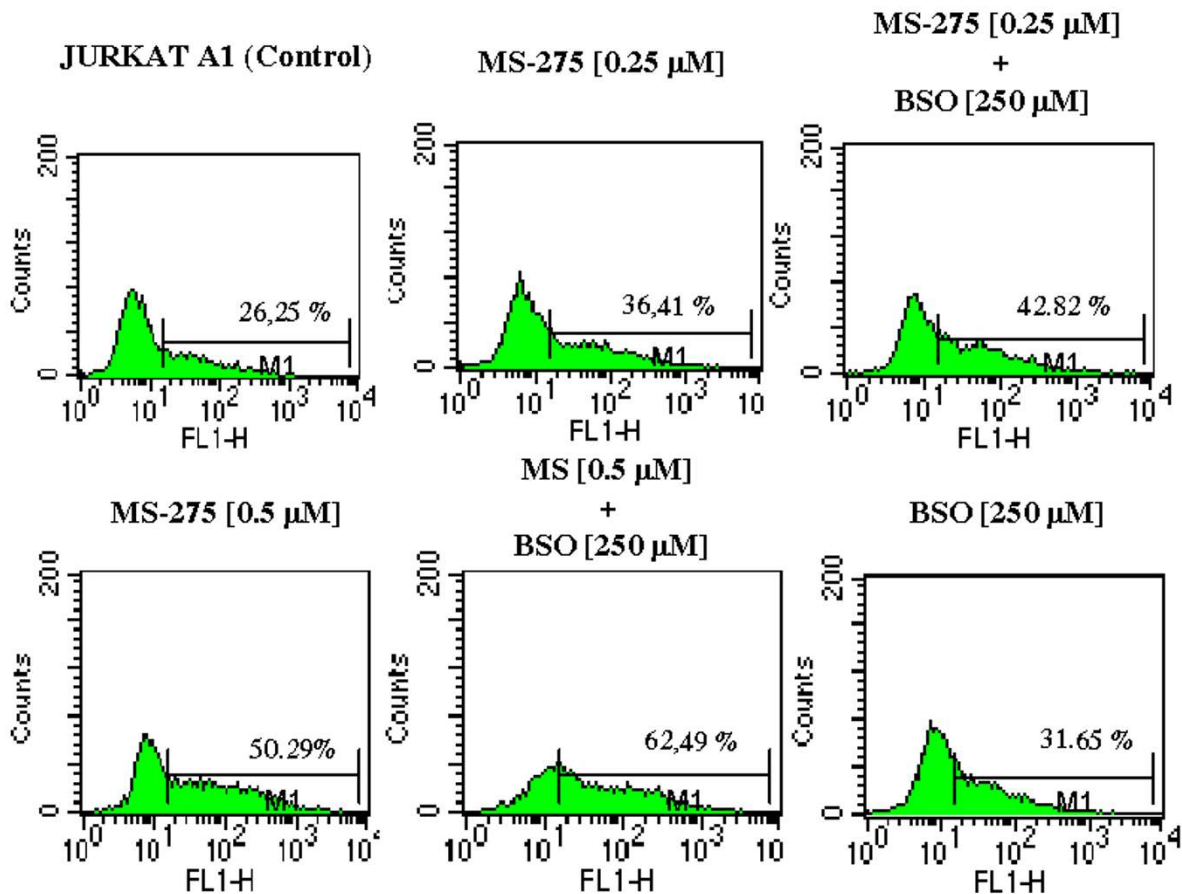 JURKAT A1 (Control)
200
Counts
0
26,25 %
M1
10^0 10^1 10^2 10^3 10^4
FL1-H
MS-275 [0.25 µM]
200
Counts
0
36,41 %
M1
10^0 10^1 10^2 10^3 10
FL1-H
MS-275 [0.25 µM]
+
BSO [250 µM]
200
Counts
0
42.82 %
M1
10^0 10^1 10^2 10^3 10^4
FL1-H
MS-275 [0.5 µM]
200
Counts
0
50.29%
M1
10^0 10^1 10^2 10^3 10^4
FL1-H
MS [0.5 µM]
+
BSO [250 µM]
200
Counts
0
62,49 %
M1
10^0 10^1 10^2 10^3 10
FL1-H
BSO [250 µM]
200
Counts
0
31.65 %
M1
10^0 10^1 10^2 10^3 10^4
FL1-H